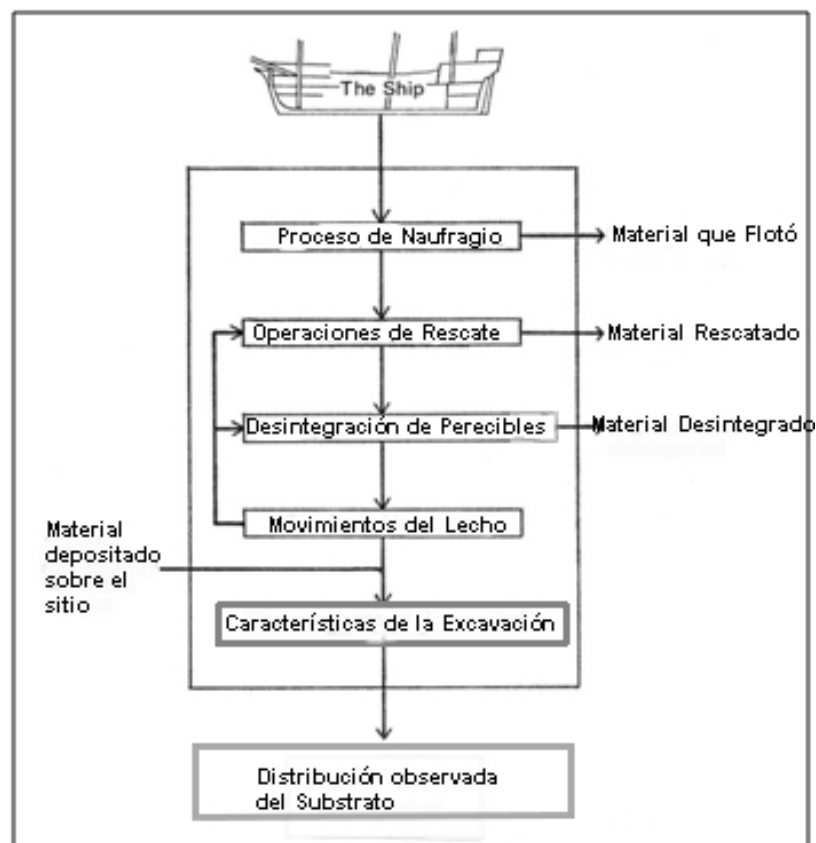 The Ship
Proceso de Naufragio
Material que Flotó
Operaciones de Rescate
Material Rescatado
Desintegración de Perecibles
Material Desintegrado
Movimientos del Lecho
Material
depositado
sobre el
sitio
Características de la Excavación
Distribución observada
del Substrato